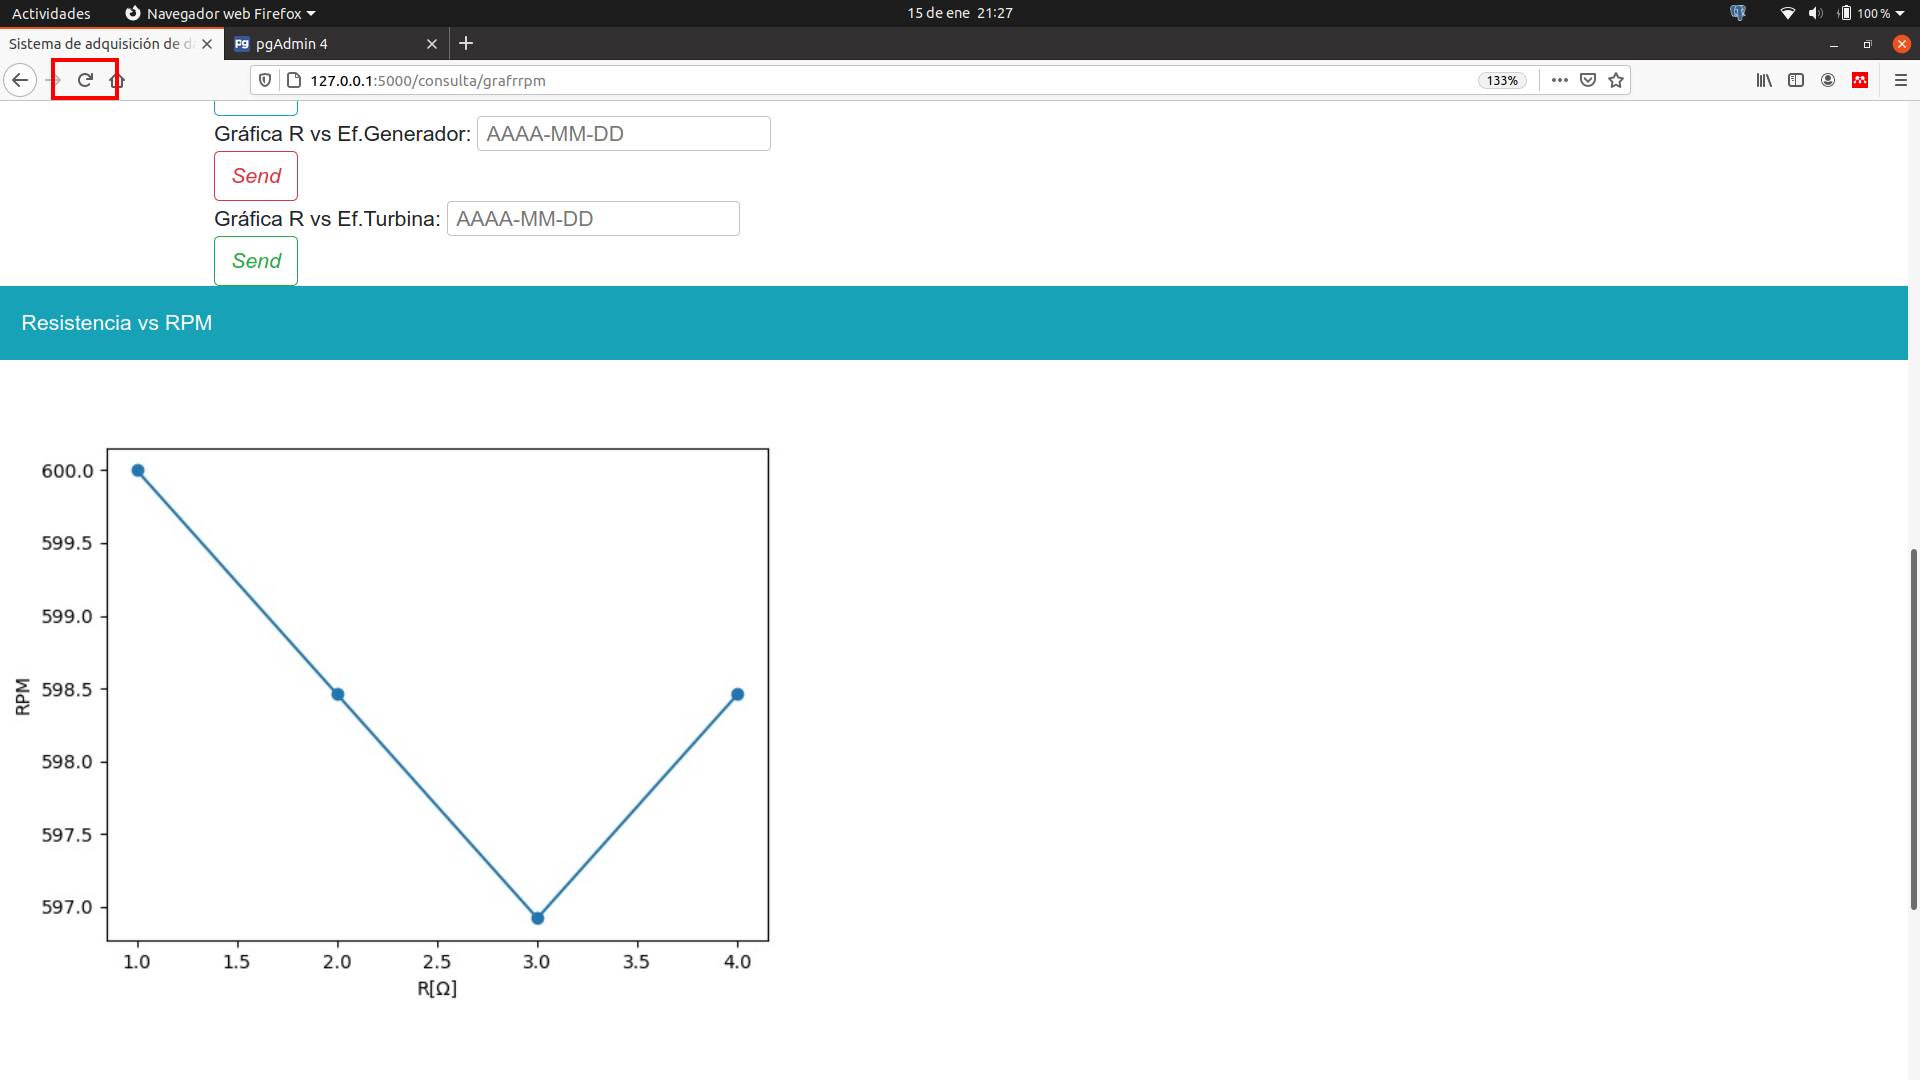 Actividades Navegador web Firefox 15 de ene 21:27 100 %
Sistema de adquisición de d pgAdmin 4
127.0.0.1:5000/consulta/grafrrpm 133%
Gráfica R vs Ef.Generador: AAAA-MM-DD
Send
Gráfica R vs Ef.Turbina: AAAA-MM-DD
Send
Resistencia vs RPM
600.0
599.5
599.0
598.5
598.0
597.5
597.0
RPM
1.0 1.5 2.0 2.5 3.0 3.5 4.0
R[Ω]